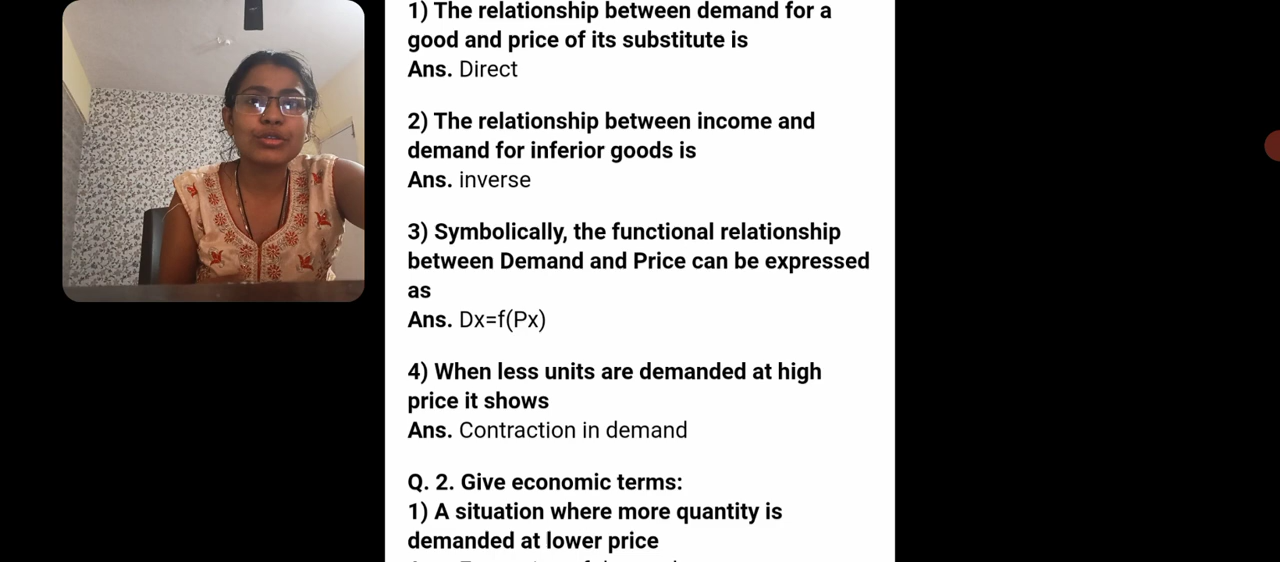 1) The relationship between demand for a
good and price of its substitute is
Ans. Direct
2) The relationship between income and
demand for inferior goods is
Ans. inverse
3) Symbolically, the functional relationship
between Demand and Price can be expressed
as
Ans. Dx=f(Px)
4) When less units are demanded at high
price it shows
Ans. Contraction in demand
Q. 2. Give economic terms:
1) A situation where more quantity is
demanded at lower price